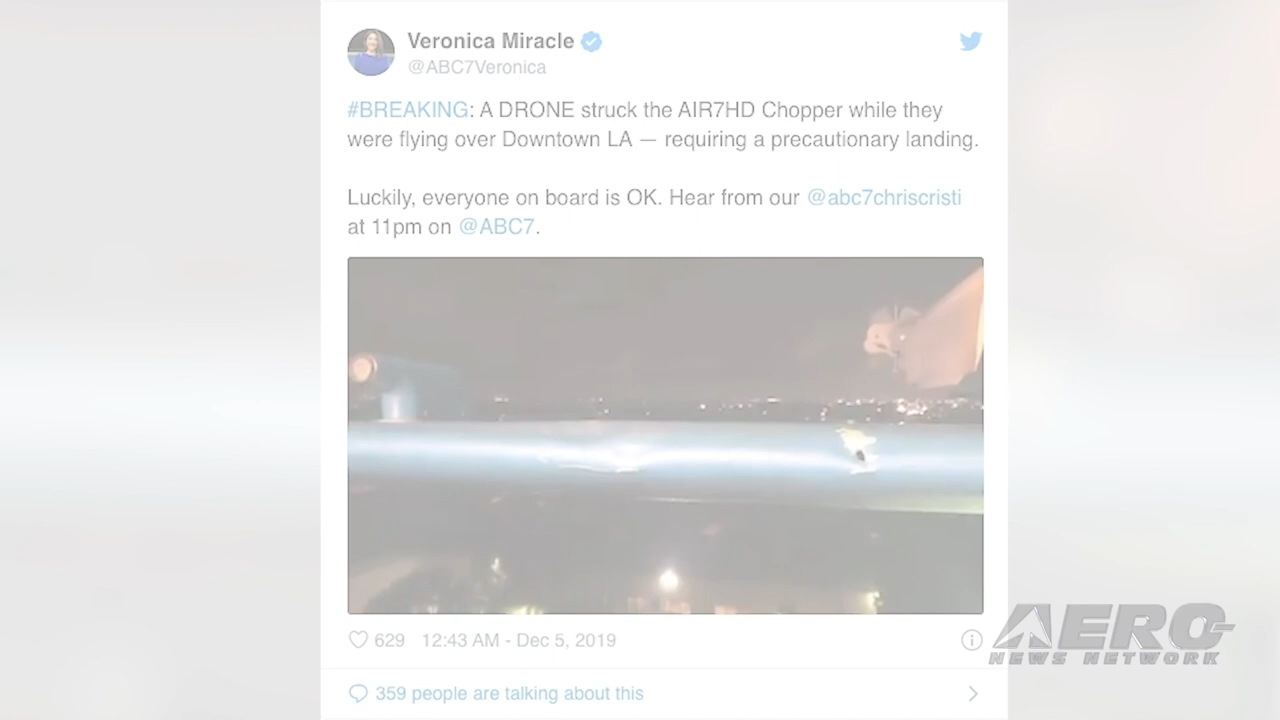 Veronica Miracle
@ABC7Veronica
#BREAKING: A DRONE struck the AIR7HD Chopper while they
were flying over Downtown LA — requiring a precautionary landing.
Luckily, everyone on board is OK. Hear from our @abc7chriscristi
at 11pm on @ABC7.
629 12:43 AM - Dec 5, 2019
359 people are talking about this
AERO
NEWS NETWORK